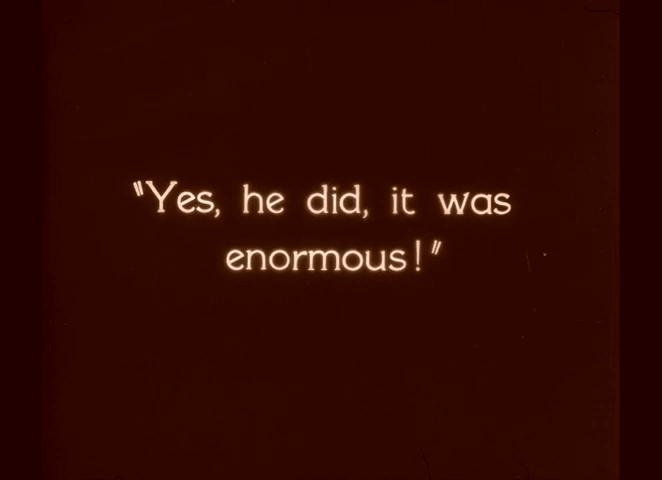 "Yes, he did, it was
enormous!"